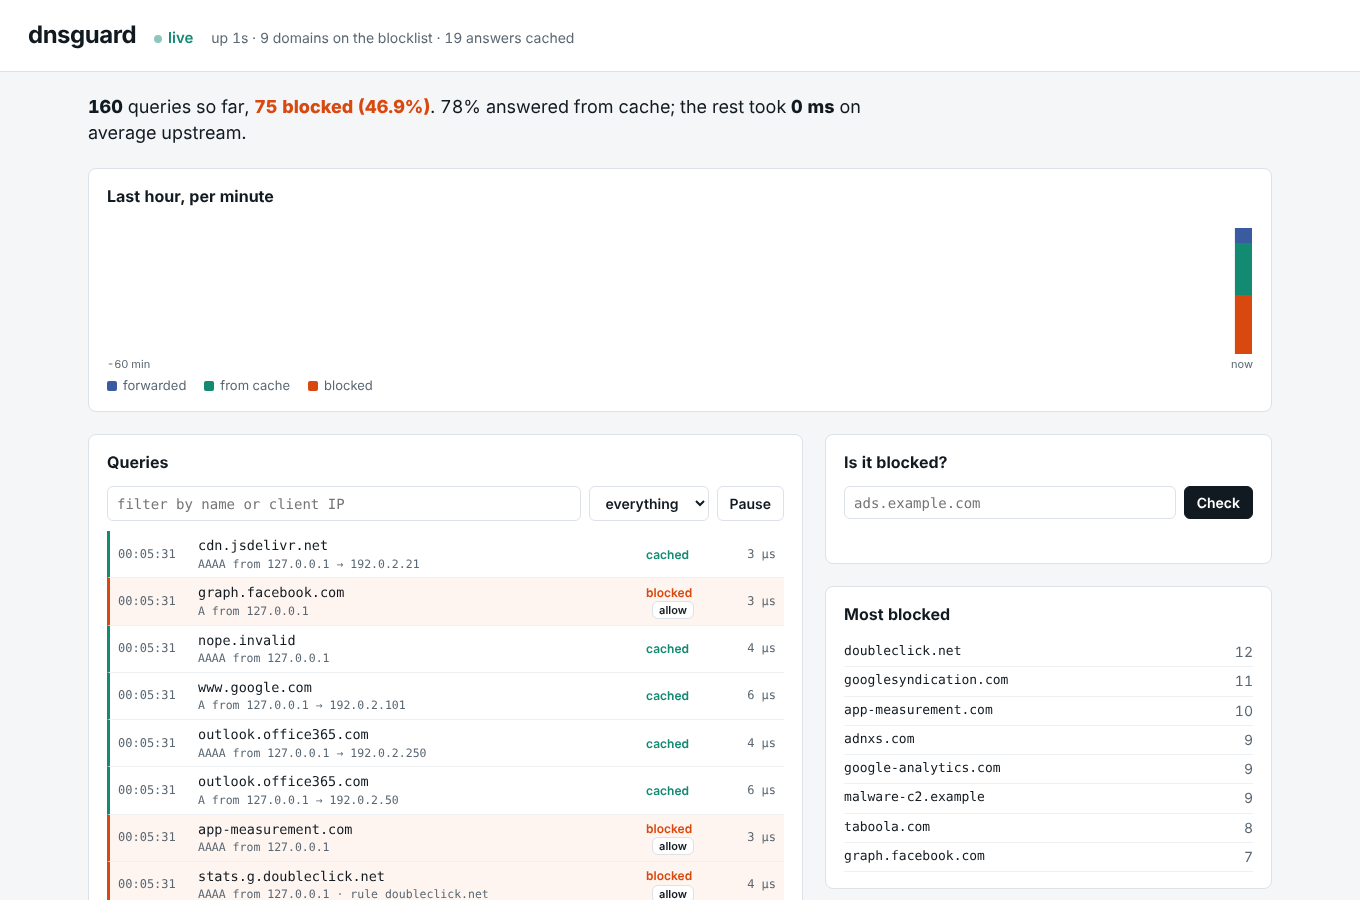 dnsguard
live
up 1s · 9 domains on the blocklist · 19 answers cached
160 queries so far, 75 blocked (46.9%). 78% answered from cache; the rest took 0 ms on
average upstream.
Last hour, per minute
-60 min
now
forwarded
from cache
blocked
Queries
filter by name or client IP
everything
Pause
00:05:31
cdn.jsdelivr.net
AAAA from 127.0.0.1 → 192.0.2.21
cached
3 µs
00:05:31
graph.facebook.com
A from 127.0.0.1
blocked
allow
3 µs
00:05:31
nope.invalid
AAAA from 127.0.0.1
cached
4 µs
00:05:31
www.google.com
A from 127.0.0.1 → 192.0.2.101
cached
6 µs
00:05:31
outlook.office365.com
AAAA from 127.0.0.1 → 192.0.2.250
cached
4 µs
00:05:31
outlook.office365.com
A from 127.0.0.1 → 192.0.2.50
cached
6 µs
00:05:31
app-measurement.com
AAAA from 127.0.0.1
blocked
allow
3 µs
00:05:31
stats.g.doubleclick.net
AAAA from 127.0.0.1 · rule doubleclick.net
blocked
allow
4 µs
Is it blocked?
ads.example.com
Check
Most blocked
doubleclick.net 12
googlesyndication.com 11
app-measurement.com 10
adnxs.com 9
google-analytics.com 9
malware-c2.example 9
taboola.com 8
graph.facebook.com 7